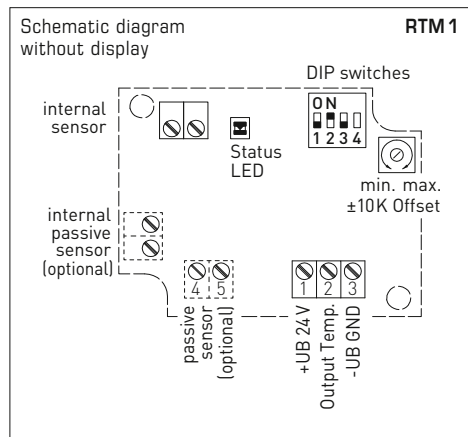 Schematic diagram
without display
RTM 1
DIP switches
ON
1 2 3 4
internal
sensor
Status
LED
min. max.
±10K Offset
internal
passive
sensor
(optional)
4 5
1 2 3
passive
sensor
(optional)
+UB 24 V
Output Temp.
-UB GND